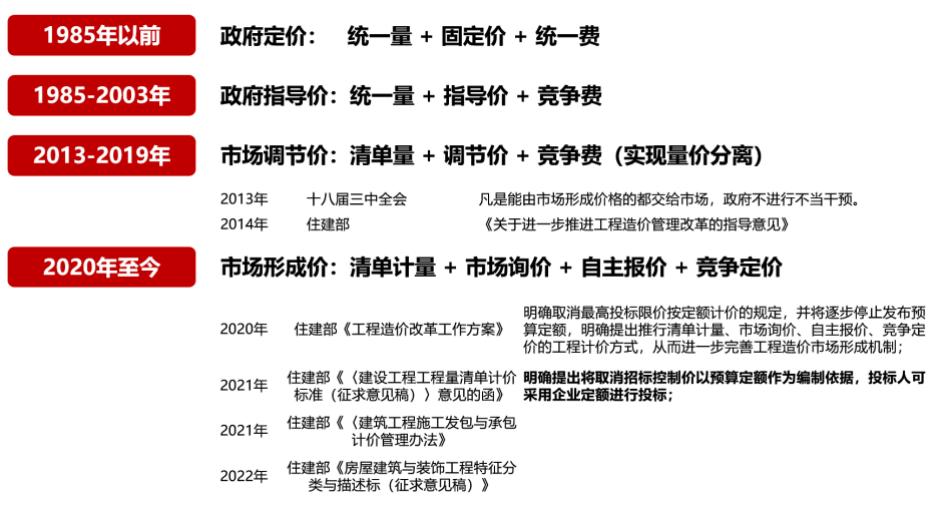 1985年以前
政府定价： 统一量 + 固定价 + 统一费
1985-2003年
政府指导价：统一量 + 指导价 + 竞争费
2013-2019年
市场调节价：清单量 + 调节价 + 竞争费（实现量价分离）
2013年 十八届三中全会 凡是能由市场形成价格的都交给市场，政府不进行不当干预。
2014年 住建部 《关于进一步推进工程造价管理改革的指导意见》
2020年至今
市场形成价：清单计量 + 市场询价 + 自主报价 + 竞争定价
2020年 住建部《工程造价改革工作方案》
明确取消最高投标限价按定额计价的规定，并将逐步停止发布预
算定额，明确提出推行清单计量、市场询价、自主报价、竞争定
价的工程计价方式，从而进一步完善工程造价市场形成机制；
2021年
住建部《〈建设工程工程量清单计价
标准（征求意见稿）〉意见的函》
明确提出将取消招标控制价以预算定额作为编制依据，投标人可
采用企业定额进行投标；
2021年
住建部《〈建筑工程施工发包与承包
计价管理办法》
2022年
住建部《房屋建筑与装饰工程特征分
类与描述标（征求意见稿）》